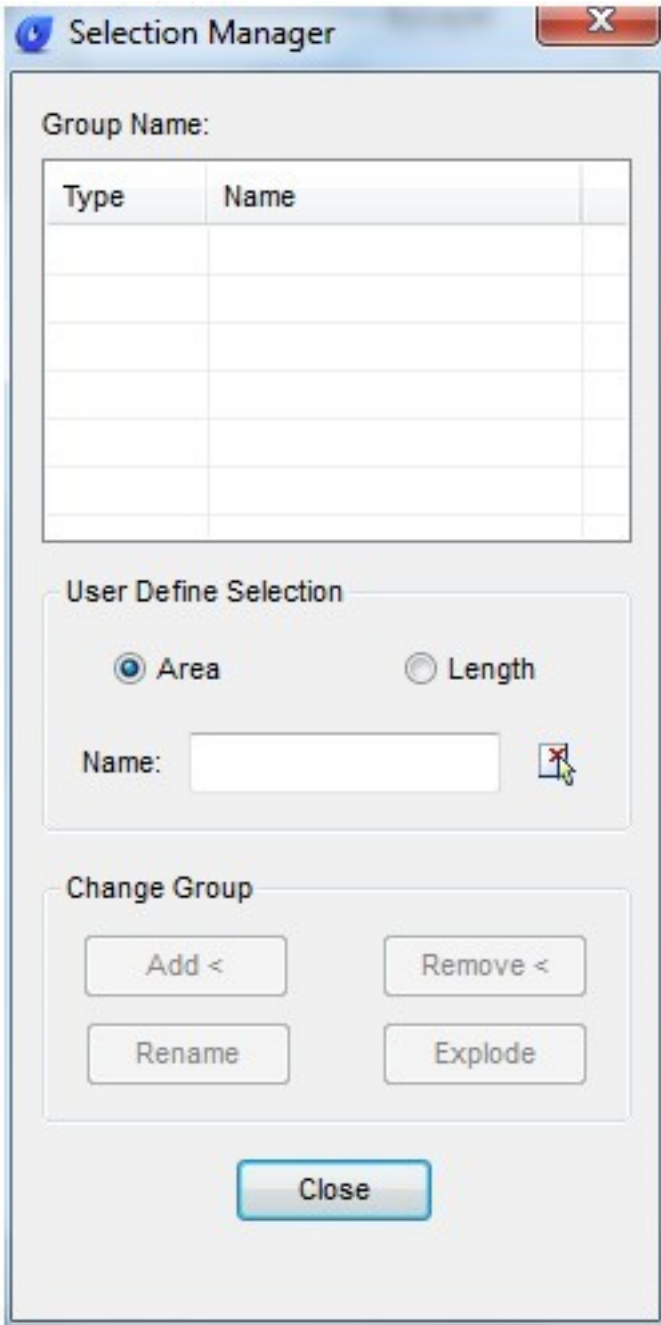 Selection Manager
Group Name:
Type Name
User Define Selection
Area Length
Name:
Change Group
Add < Remove <
Rename Explode
Close